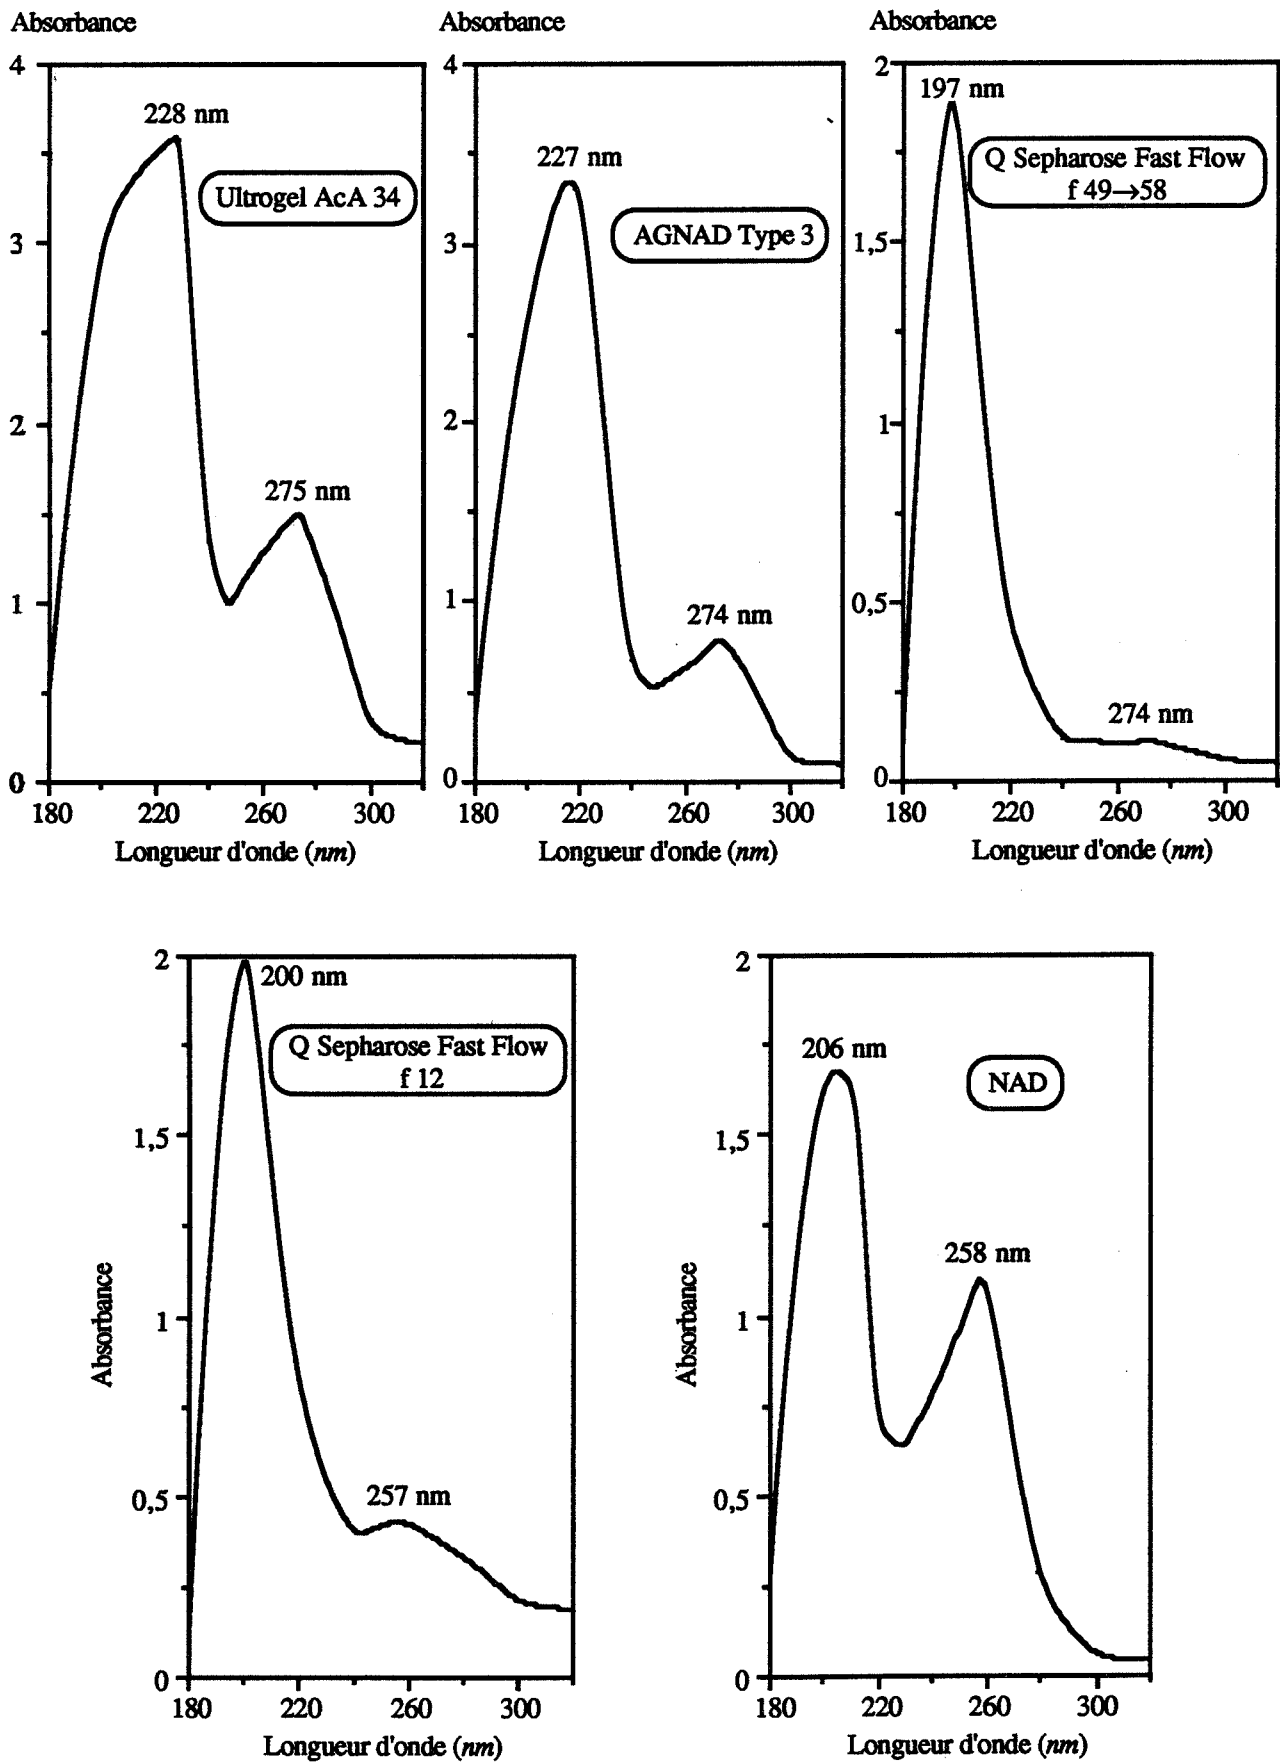 Absorbance
Absorbance
Absorbance
4
3
2
1
0
228 nm
Ultrogel AcA 34
275 nm
180
220
260
300
Longueur d'onde (nm)
4
3
2
1
0
227 nm
AGNAD Type 3
274 nm
180
220
260
300
Longueur d'onde (nm)
2
1,5
1
0,5
0
197 nm
Q Sepharose Fast Flow
f 49→58
274 nm
180
220
260
300
Longueur d'onde (nm)
Absorbance
2
1,5
1
0,5
0
200 nm
Q Sepharose Fast Flow
f 12
257 nm
180
220
260
300
Longueur d'onde (nm)
Absorbance
2
1,5
1
0,5
0
206 nm
NAD
258 nm
180
220
260
300
Longueur d'onde (nm)